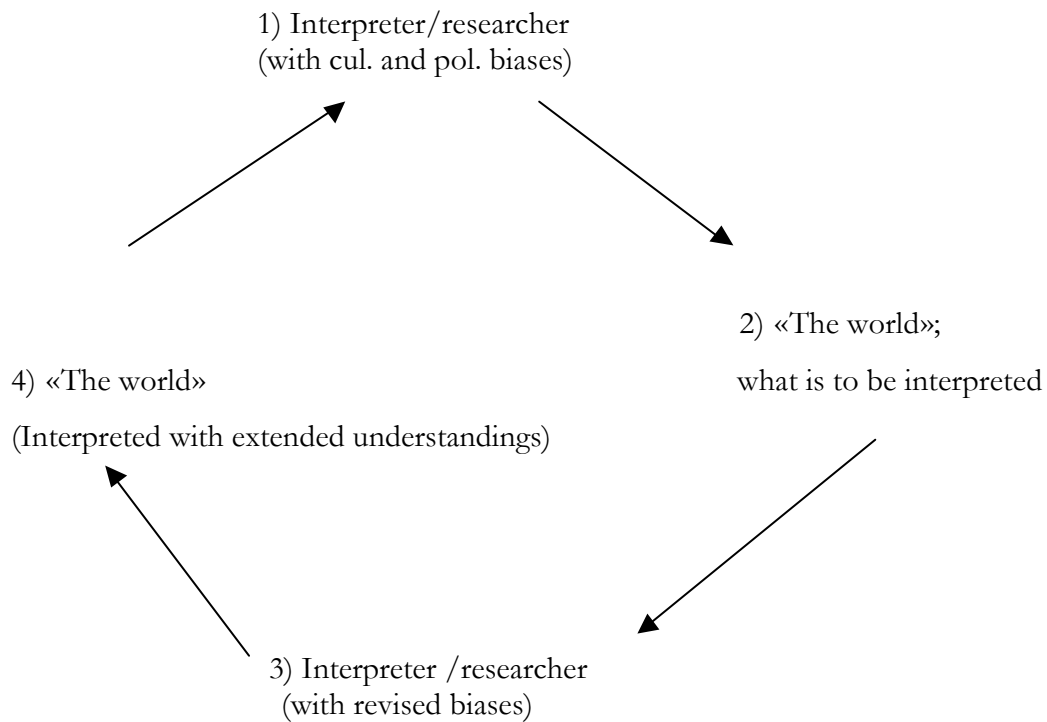 1) Interpreter/researcher
(with cul. and pol. biases)
2) «The world»;
what is to be interpreted
3) Interpreter /researcher
(with revised biases)
4) «The world»
(Interpreted with extended understandings)